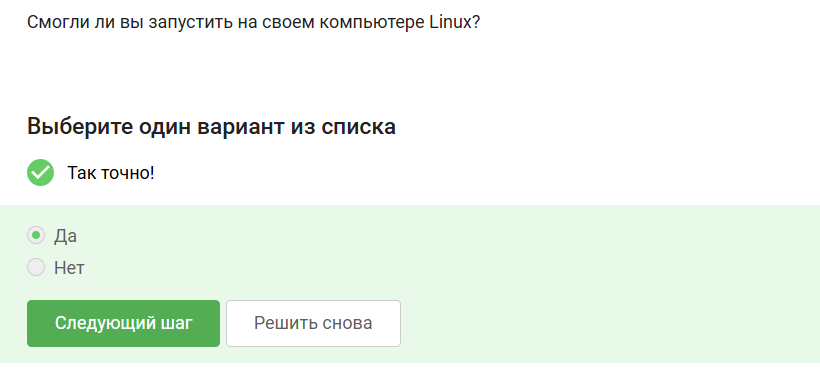 Смогли ли вы запустить на своем компьютере Linux?
Выберите один вариант из списка
Так точно!
Да
Нет
Следующий шаг
Решить снова